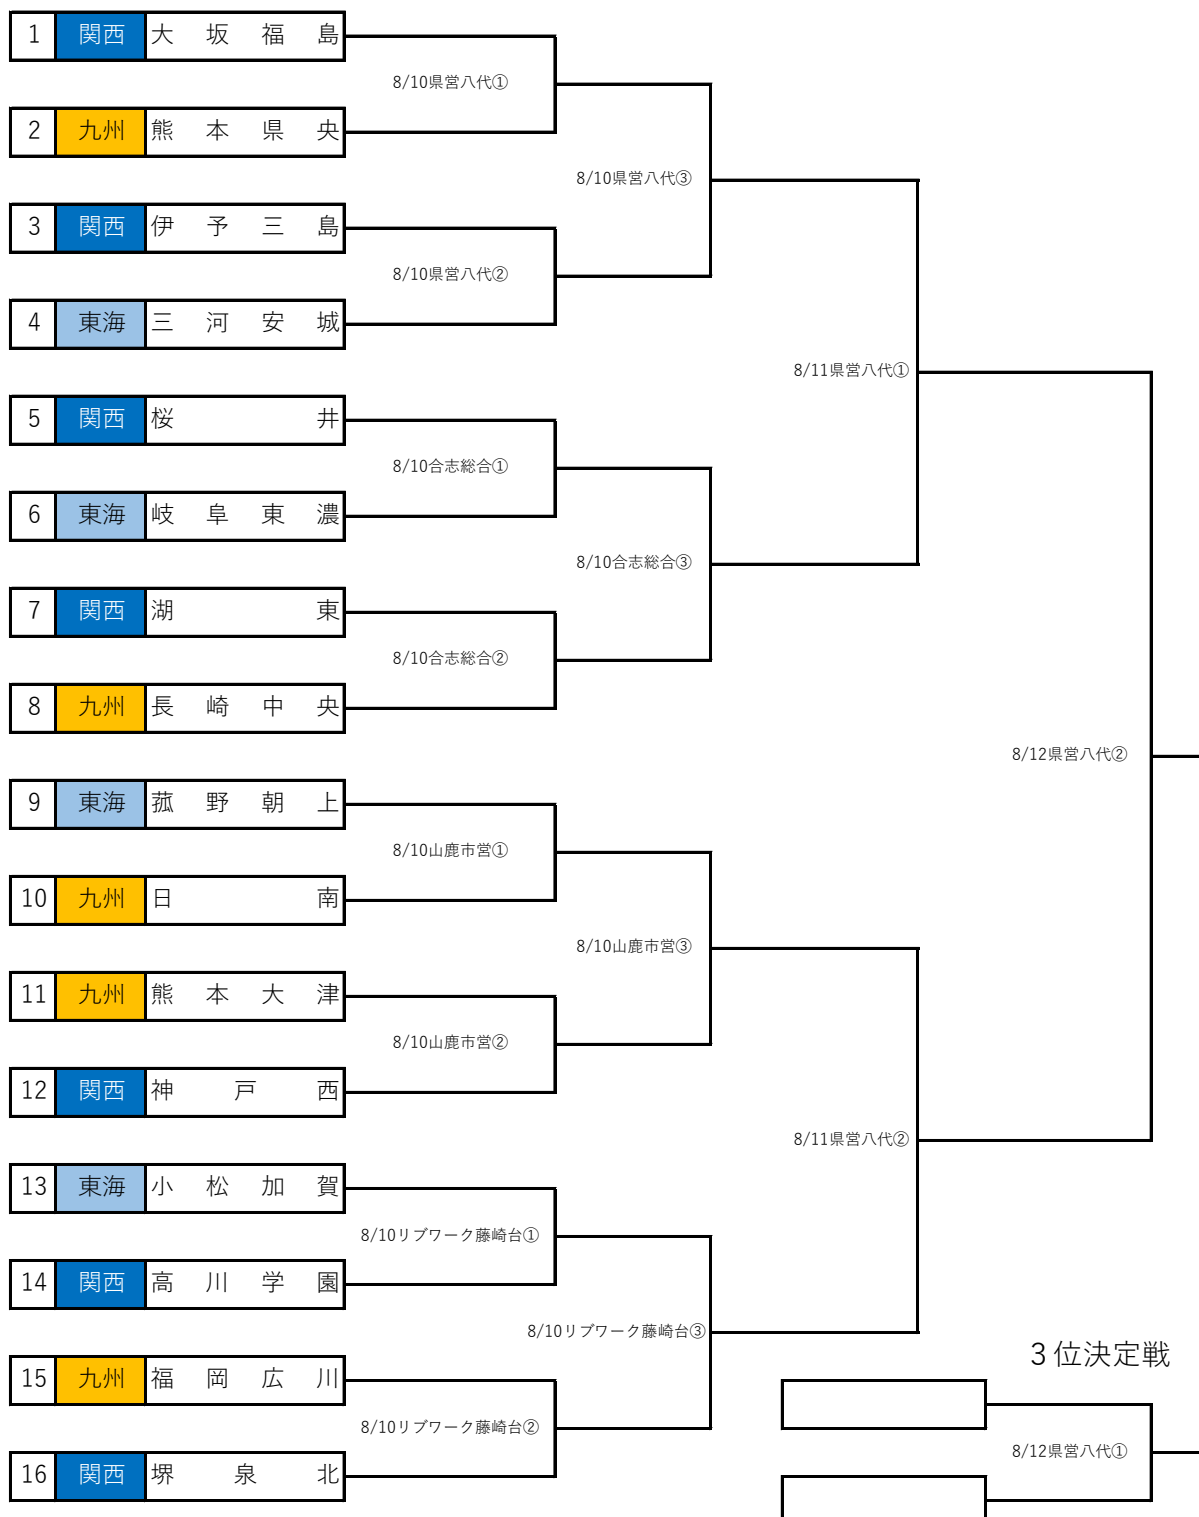 1 関西 大坂福島
8/10県営八代①
2 九州 熊本県央
8/10県営八代③
3 関西 伊予三島
8/10県営八代②
4 東海 三河安城
8/11県営八代①
5 関西 桜井
8/10合志総合①
6 東海 岐阜東濃
8/10合志総合③
7 関西 湖東
8/10合志総合②
8 九州 長崎中央
8/12県営八代②
9 東海 菰野朝上
8/10山鹿市営①
10 九州 日南
8/10山鹿市営③
11 九州 熊本大津
8/10山鹿市営②
12 関西 神戸西
8/11県営八代②
13 東海 小松加賀
8/10リブワーク藤崎台①
14 関西 高川学園
8/10リブワーク藤崎台③
3位決定戦
15 九州 福岡広川
8/10リブワーク藤崎台②
8/12県営八代①
16 関西 堺泉北